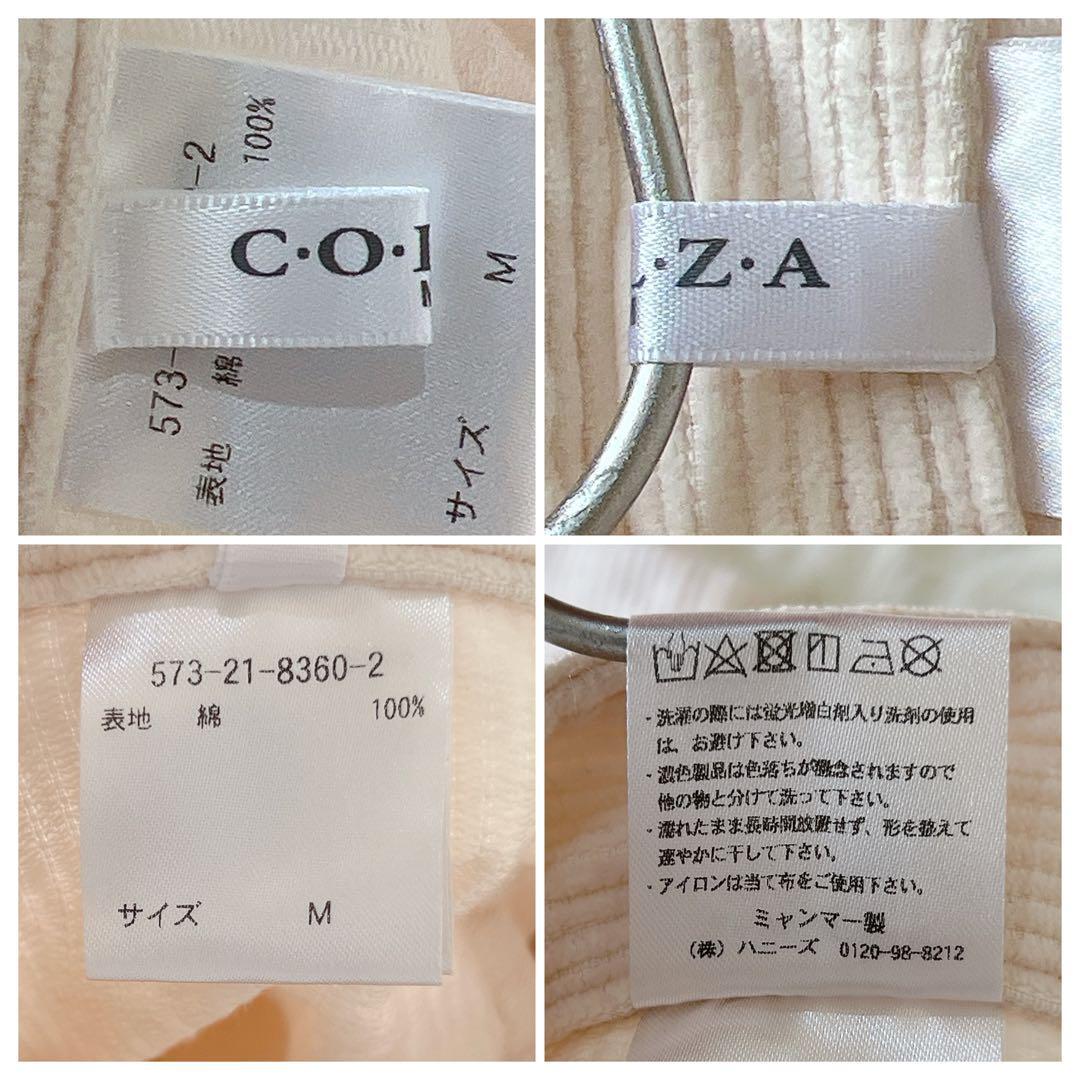 -2
100%
C・O・
573-
綿
表地
M
サイズ
・Z・A
573-21-8360-2
表地 綿 100%
サイズ M
・洗濯の際には蛍光増白剤入り洗剤の使用
は、お避け下さい。
・濃色製品は色落ちが懸念されますので
他の物と分けて洗って下さい。
・濡れたまま長時間放置せず、形を整えて
速やかに干して下さい。
・アイロンは当て布をご使用下さい。
ミャンマー製
(株) ハニーズ 0120-98-8212